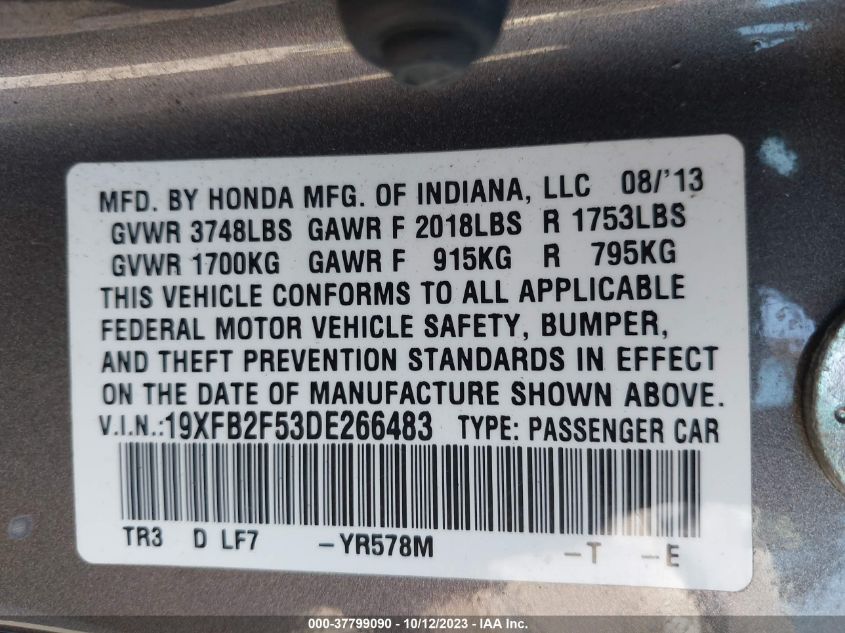 MFD. BY HONDA MFG. OF INDIANA, LLC 08/'13
GVWR 3748LBS GAWR F 2018LBS R 1753LBS
GVWR 1700KG GAWR F 915KG R 795KG
THIS VEHICLE CONFORMS TO ALL APPLICABLE
FEDERAL MOTOR VEHICLE SAFETY, BUMPER,
AND THEFT PREVENTION STANDARDS IN EFFECT
ON THE DATE OF MANUFACTURE SHOWN ABOVE.
V.I.N.:19XFB2F53DE266483 TYPE: PASSENGER CAR
TR3 D LF7 -YR578M -T -E
000-37799090 - 10/12/2023 - IAA Inc.